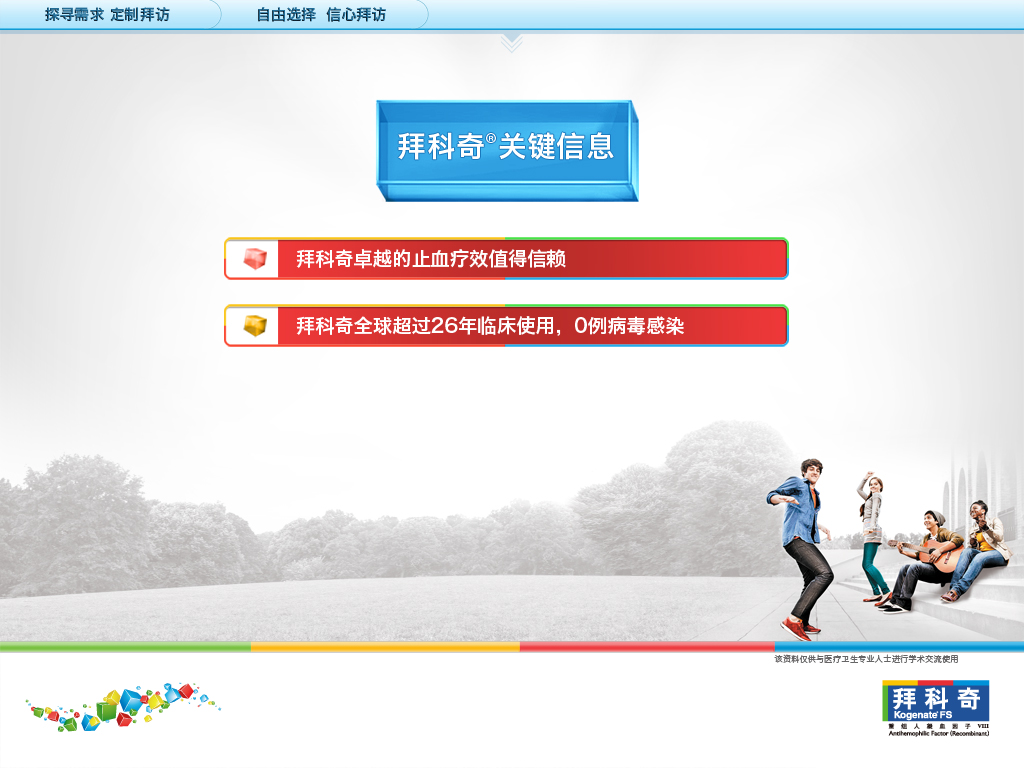 探寻需求 定制拜访
自由选择 信心拜访
拜科奇®关键信息
拜科奇卓越的止血疗效值得信赖
拜科奇全球超过26年临床使用，0例病毒感染
该资料仅供与医疗卫生专业人士进行学术交流使用
拜科奇
Kogenate® FS
重组人凝血因子 VIII
Antihemophilic Factor (Recombinant)